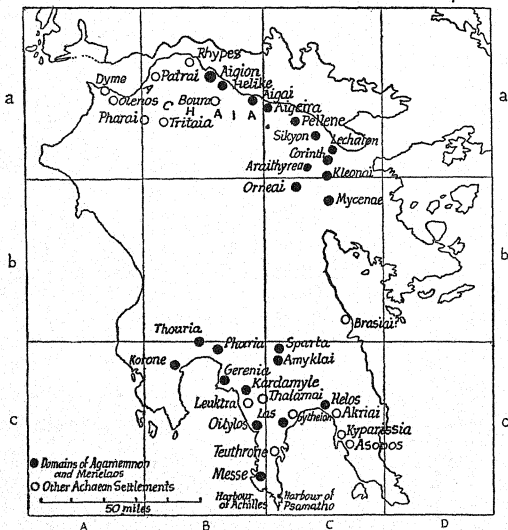 Rhypes
Dyme
Patrai
Aigion
Olenos
Helike
a
A
C
H
A
I
A
Boura
Aigai
Aigeira
a
Pharai
Tritaia
Pellene
Sikyon
Lechaion
Corinth
Araithyrea
Kleonai
Orneai
Mycenae
b
b
Brasiai
Thouria
Pharia
Sparta
Korone
Amyklai
Gerenia
Kardamyle
Leuktra
Thalamai
Helos
c
Las
Gytheion
Akriai
c
Oitylos
Kyparissia
Teuthrone
Asopos
Messe
Domains of Agamemnon
and Menelaos
Other Achaean Settlements
Harbour
of Achilles
Harbour of
Psamatho
50 miles
A
B
C
D